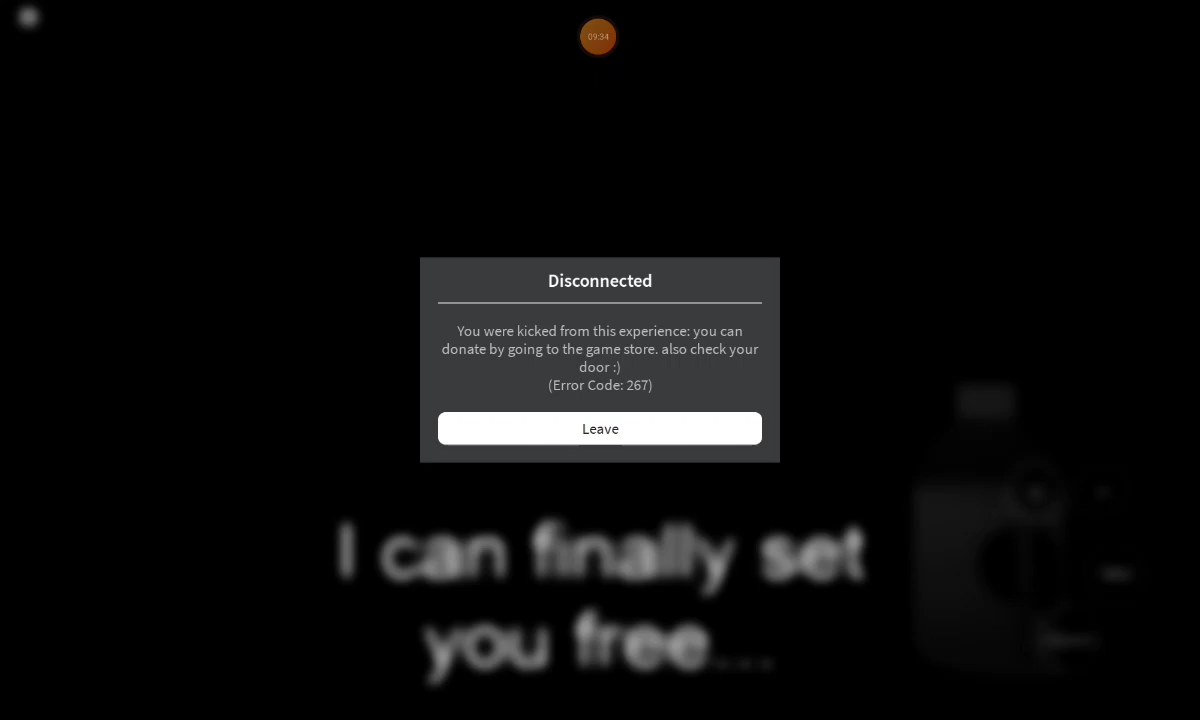 09:34
Disconnected
You were kicked from this experience: you can
donate by going to the game store. also check your
door :)
(Error Code: 267)
Leave
I can finally set
you free....